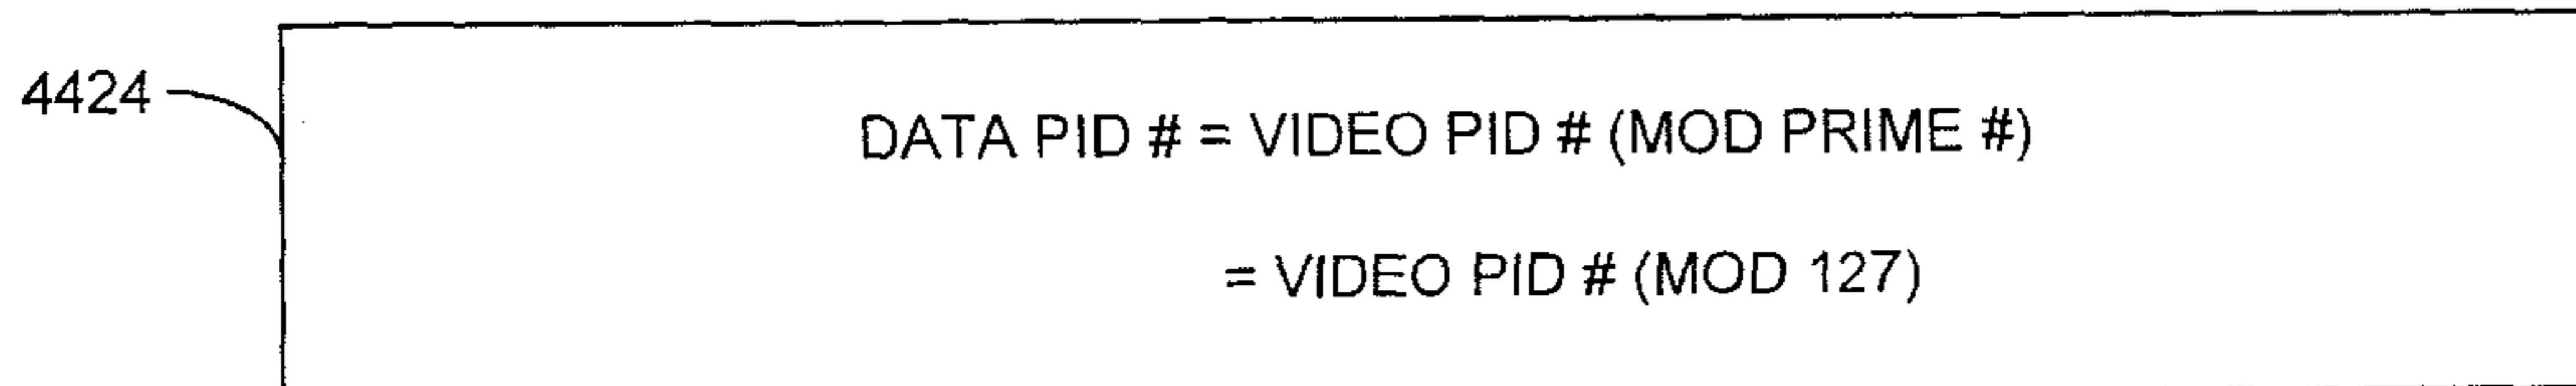 4424
DATA PID # = VIDEO PID # (MOD PRIME #)
= VIDEO PID # (MOD 127)